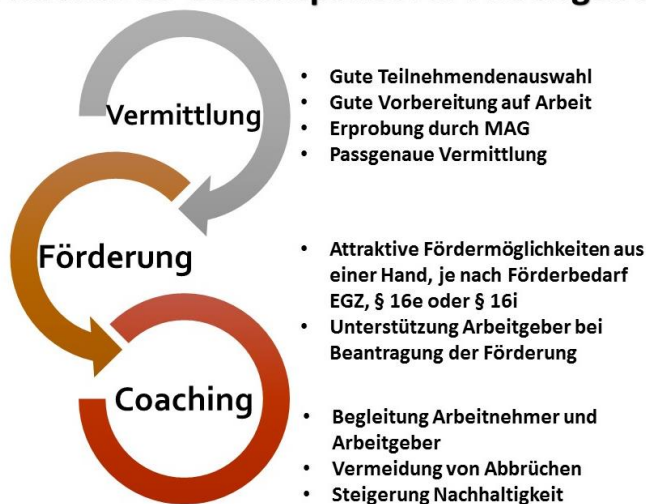 Vermittlung
• Gute Teilnehmendenauswahl
• Gute Vorbereitung auf Arbeit
• Erprobung durch MAG
• Passgenaue Vermittlung
Förderung
• Attraktive Fördermöglichkeiten aus
einer Hand, je nach Förderbedarf
EGZ, § 16e oder § 16i
• Unterstützung Arbeitgeber bei
Beantragung der Förderung
Coaching
• Begleitung Arbeitnehmer und
Arbeitgeber
• Vermeidung von Abbrüchen
• Steigerung Nachhaltigkeit